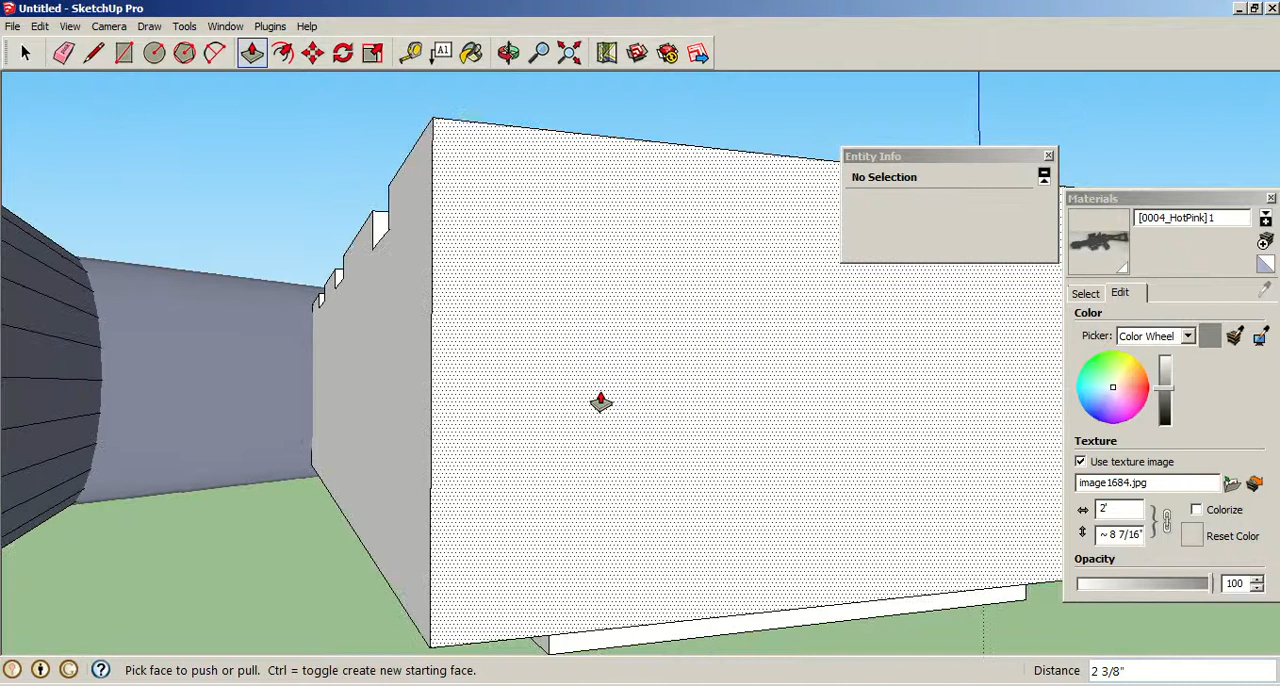 Untitled - SketchUp Pro
File Edit View Camera Draw Tools Window Plugins Help
A1
Entity Info
No Selection
Materials
[0004_HotPink]1
Select Edit
Color
Picker: Color Wheel
Texture
Use texture image
image1684.jpg
2' Colorize
~ 8 7/16" Reset Color
Opacity
100
Pick face to push or pull. Ctrl = toggle create new starting face. Distance 2 3/8"